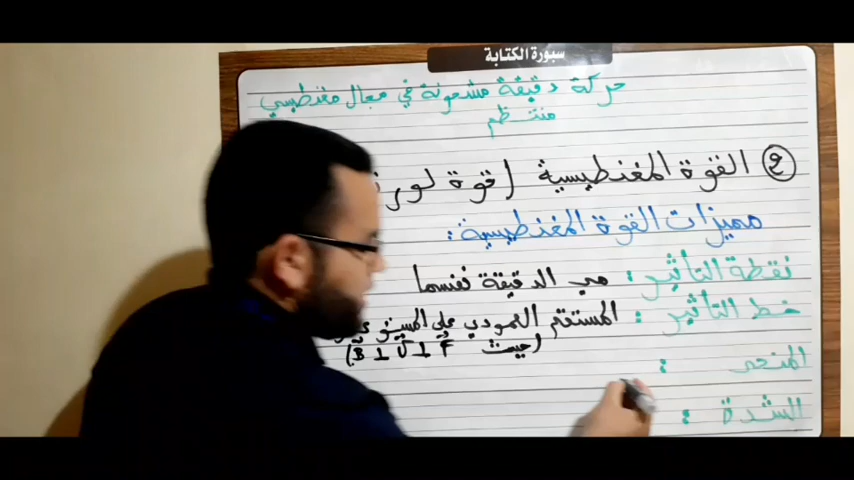 سبورة الكتابة
حركة دقيقة مشحونة في مجال مغنطيسي
منتظم
القوة المغنطيسية (قوة لور
مميزات القوة المغنطيسية:
نقطة التأثير: هي الدقيقة نفسها
خط التأثير: المستقيم العمودي على
(حيث F ⊥ V ⊥ B)
المنحى:
الشدة: